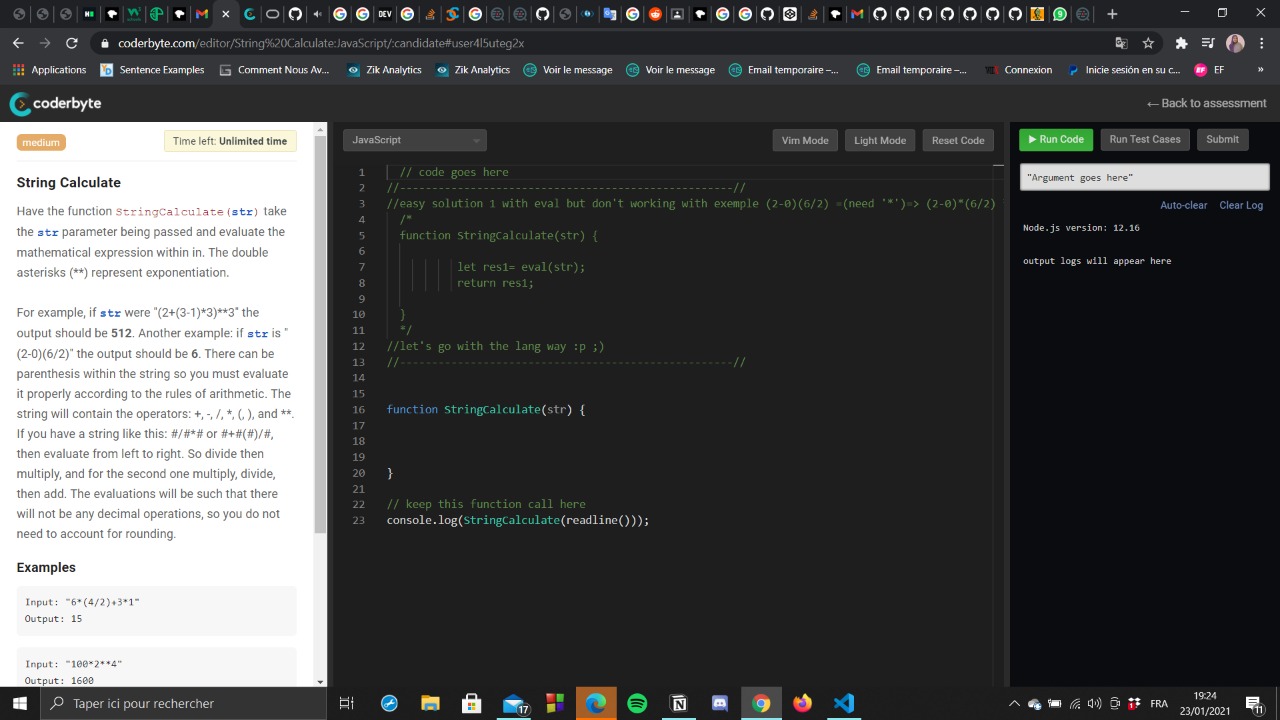 coderbyte.com/editor/String%20Calculate:JavaScript/:candidate#user4l5uteg2x
Applications
Sentence Examples
Comment Nous Av...
Zik Analytics
Zik Analytics
Voir le message
Voir le message
Email temporaire –...
Email temporaire –...
Connexion
Inicie sesión en su c...
EF
»
coderbyte
←Back to assessment
medium
Time left: Unlimited time
String Calculate
Have the function StringCalculate(str) take
the str parameter being passed and evaluate the
mathematical expression within in. The double
asterisks (**) represent exponentiation.
For example, if str were "(2+(3-1)*3)**3" the
output should be 512. Another example: if str is "
(2-0)(6/2)" the output should be 6. There can be
parenthesis within the string so you must evaluate
it properly according to the rules of arithmetic. The
string will contain the operators: +, -, /, *, (, ), and **.
If you have a string like this: #/#*# or #+#(#)/#,
then evaluate from left to right. So divide then
multiply, and for the second one multiply, divide,
then add. The evaluations will be such that there
will not be any decimal operations, so you do not
need to account for rounding.
Examples
Input: "6*(4/2)+3*1"
Output: 15
Input: "100*2**4"
Output: 1600
JavaScript
Vim Mode
Light Mode
Reset Code
1 // code goes here
2 //----------------------------------------------------//
3 //easy solution 1 with eval but don't working with exemple (2-0)(6/2) =(need '*')=> (2-0)*(6/2)
4 /*
5 function StringCalculate(str) {
6
7 let res1= eval(str);
8 return res1;
9
10 }
11 */
12 //let's go with the lang way :p ;)
13 //----------------------------------------------------//
14
15
16 function StringCalculate(str) {
17
18
19
20 }
21
22 // keep this function call here
23 console.log(StringCalculate(readline()));
Run Code
Run Test Cases
Submit
"Argument goes here"
Auto-clear
Clear Log
Node.js version: 12.16
output logs will appear here
Taper ici pour rechercher
17
FRA
19:24
23/01/2021
11